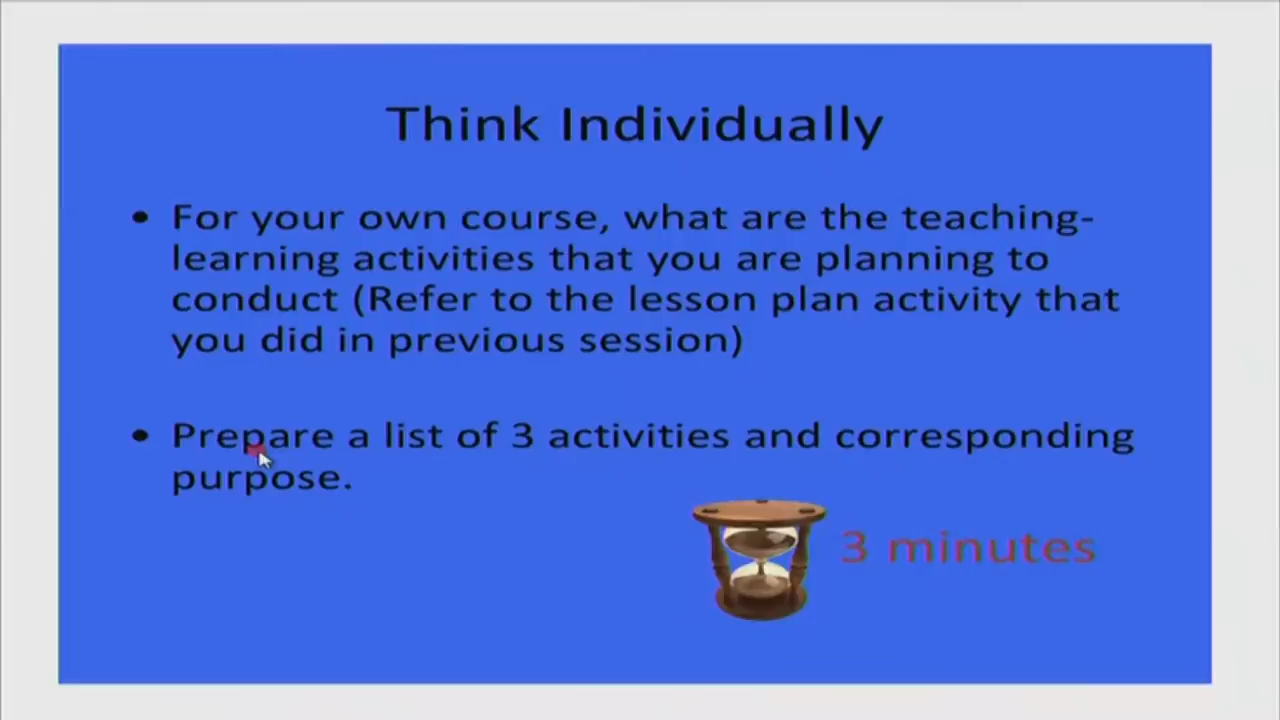 Think Individually
• For your own course, what are the teaching-
learning activities that you are planning to
conduct (Refer to the lesson plan activity that
you did in previous session)
• Prepare a list of 3 activities and corresponding
purpose.
3 minutes